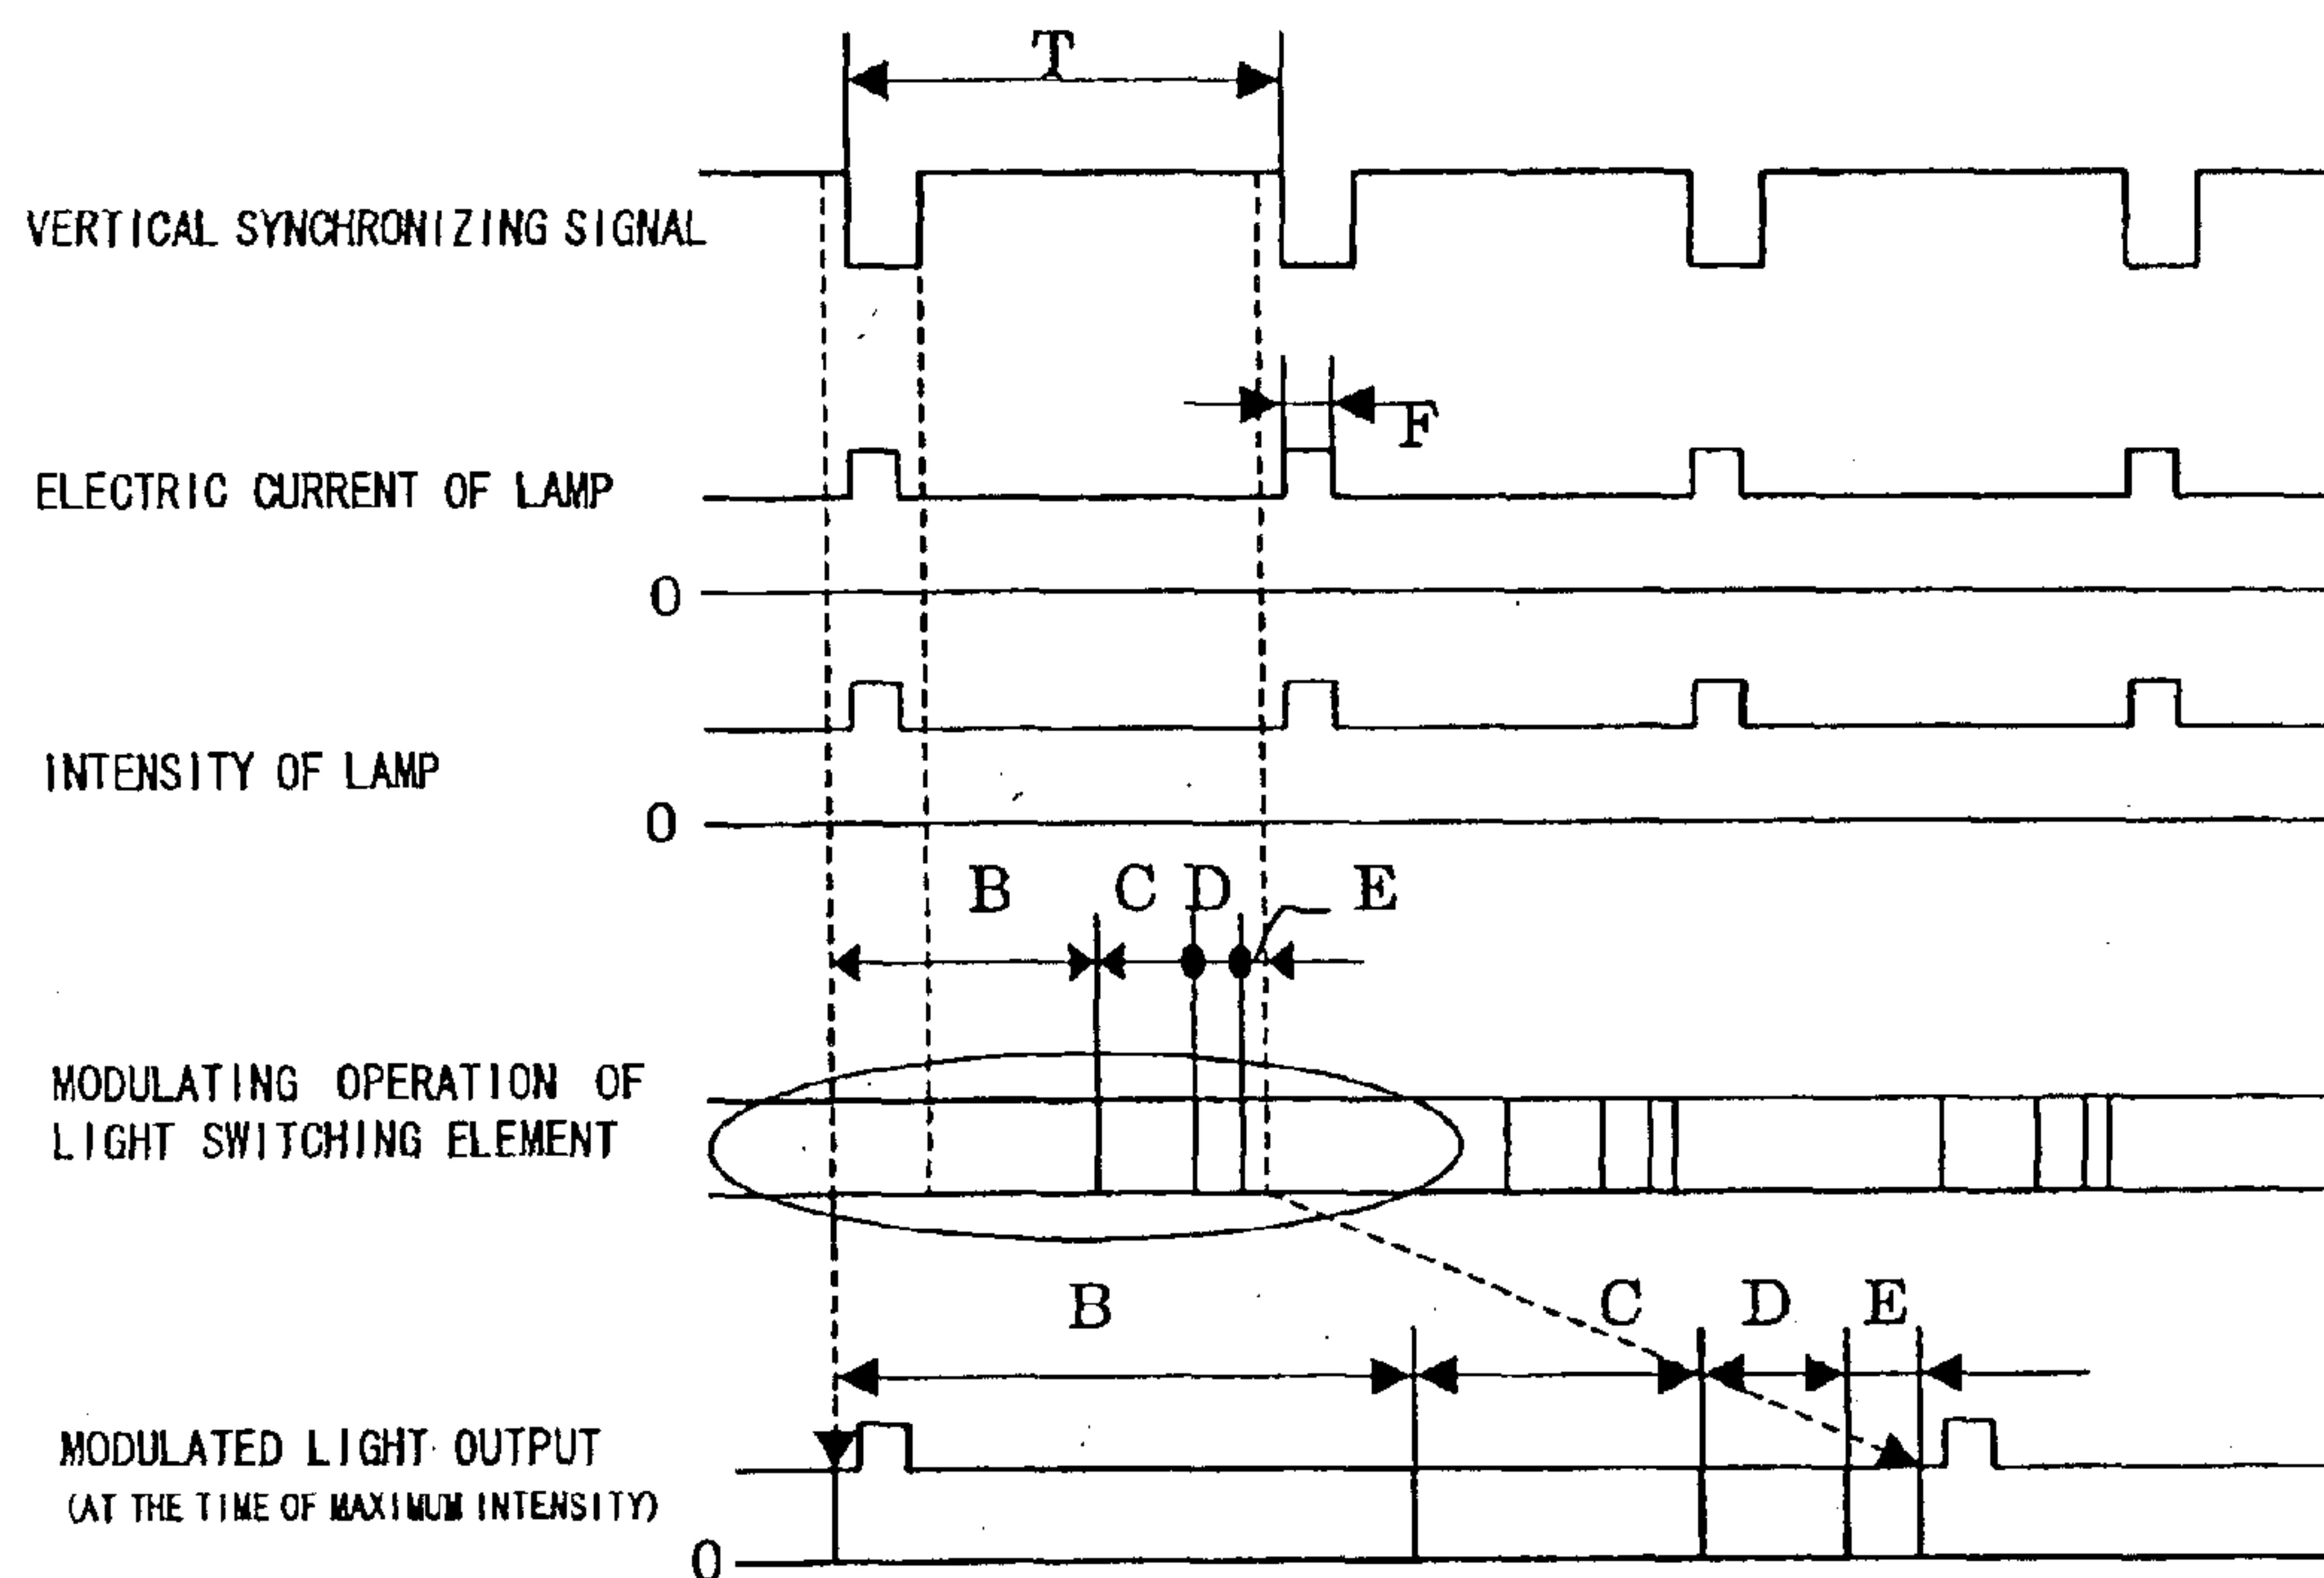 T
VERTICAL SYNCHRONIZING SIGNAL
F
ELECTRIC CURRENT OF LAMP
0
INTENSITY OF LAMP
0
B C D E
MODULATING OPERATION OF
LIGHT SWITCHING ELEMENT
B C D E
MODULATED LIGHT OUTPUT
(AT THE TIME OF MAXIMUM INTENSITY)
0